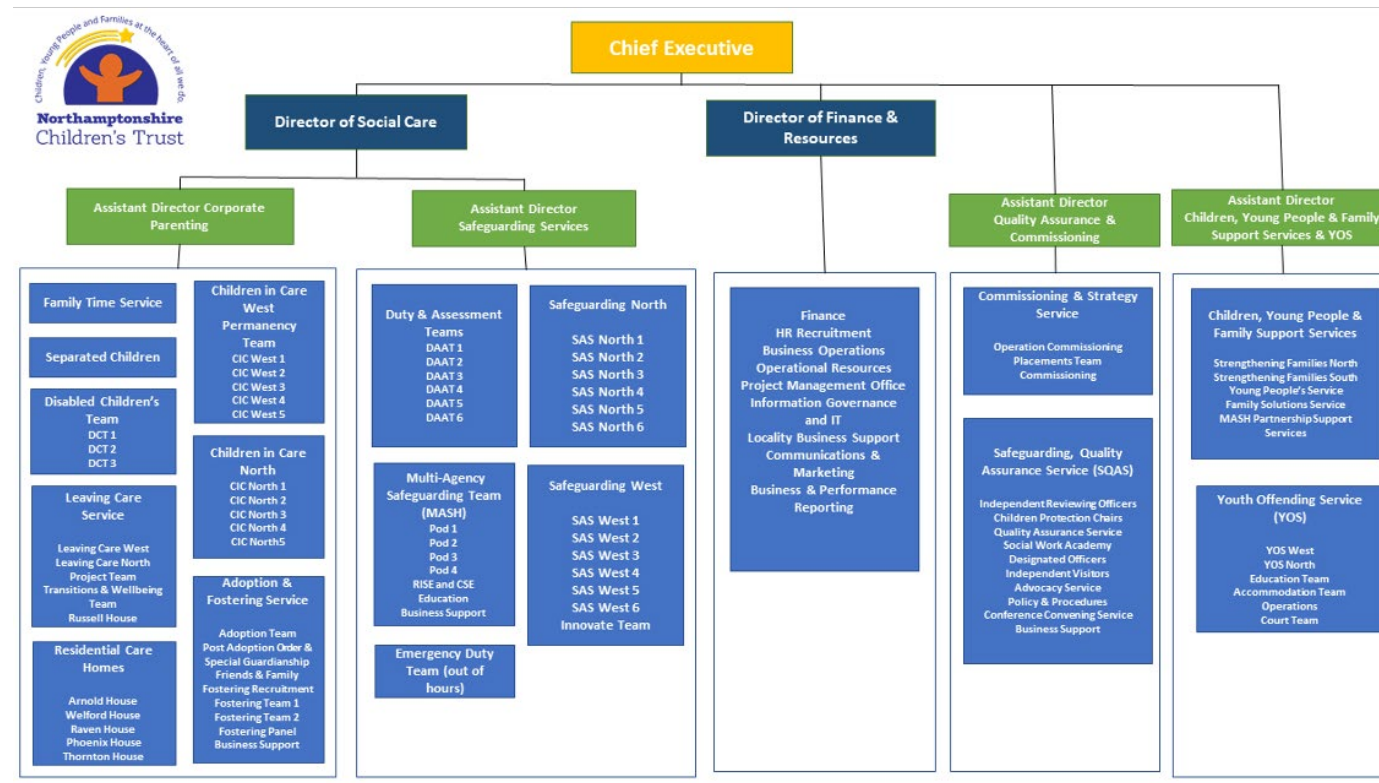 Children, Young People and Families at the heart of all we do.
Northamptonshire
Children's Trust
Chief Executive
Director of Social Care
Director of Finance &
Resources
Assistant Director Corporate
Parenting
Assistant Director
Safeguarding Services
Assistant Director
Quality Assurance &
Commissioning
Assistant Director
Children, Young People & Family
Support Services & YOS
Family Time Service
Separated Children
Disabled Children's
Team
DCT 1
DCT 2
DCT 3
Leaving Care
Service
Leaving Care West
Leaving Care North
Project Team
Transitions & Wellbeing
Team
Russell House
Residential Care
Homes
Arnold House
Welford House
Raven House
Phoenix House
Thornton House
Children in Care
West
Permanency
Team
CIC West 1
CIC West 2
CIC West 3
CIC West 4
CIC West 5
Children in Care
North
CIC North 1
CIC North 2
CIC North 3
CIC North 4
CIC North5
Adoption &
Fostering Service
Adoption Team
Post Adoption Order &
Special Guardianship
Friends & Family
Fostering Recruitment
Fostering Team 1
Fostering Team 2
Fostering Panel
Business Support
Duty & Assessment
Teams
DAAT 1
DAAT 2
DAAT 3
DAAT 4
DAAT 5
DAAT 6
Multi-Agency
Safeguarding Team
(MASH)
Pod 1
Pod 2
Pod 3
Pod 4
RISE and CSE
Education
Business Support
Emergency Duty
Team (out of
hours)
Safeguarding North
SAS North 1
SAS North 2
SAS North 3
SAS North 4
SAS North 5
SAS North 6
Safeguarding West
SAS West 1
SAS West 2
SAS West 3
SAS West 4
SAS West 5
SAS West 6
Innovate Team
Finance
HR Recruitment
Business Operations
Operational Resources
Project Management Office
Information Governance
and IT
Locality Business Support
Communications &
Marketing
Business & Performance
Reporting
Commissioning & Strategy
Service
Operation Commissioning
Placements Team
Commissioning
Safeguarding, Quality
Assurance Service (SQAS)
Independent Reviewing Officers
Children Protection Chairs
Quality Assurance Service
Social Work Academy
Designated Officers
Independent Visitors
Advocacy Service
Policy & Procedures
Conference Convening Service
Business Support
Children, Young People &
Family Support Services
Strengthening Families North
Strengthening Families South
Young People's Service
Family Solutions Service
MASH Partnership Support
Services
Youth Offending Service
(YOS)
YOS West
YOS North
Education Team
Accommodation Team
Operations
Court Team